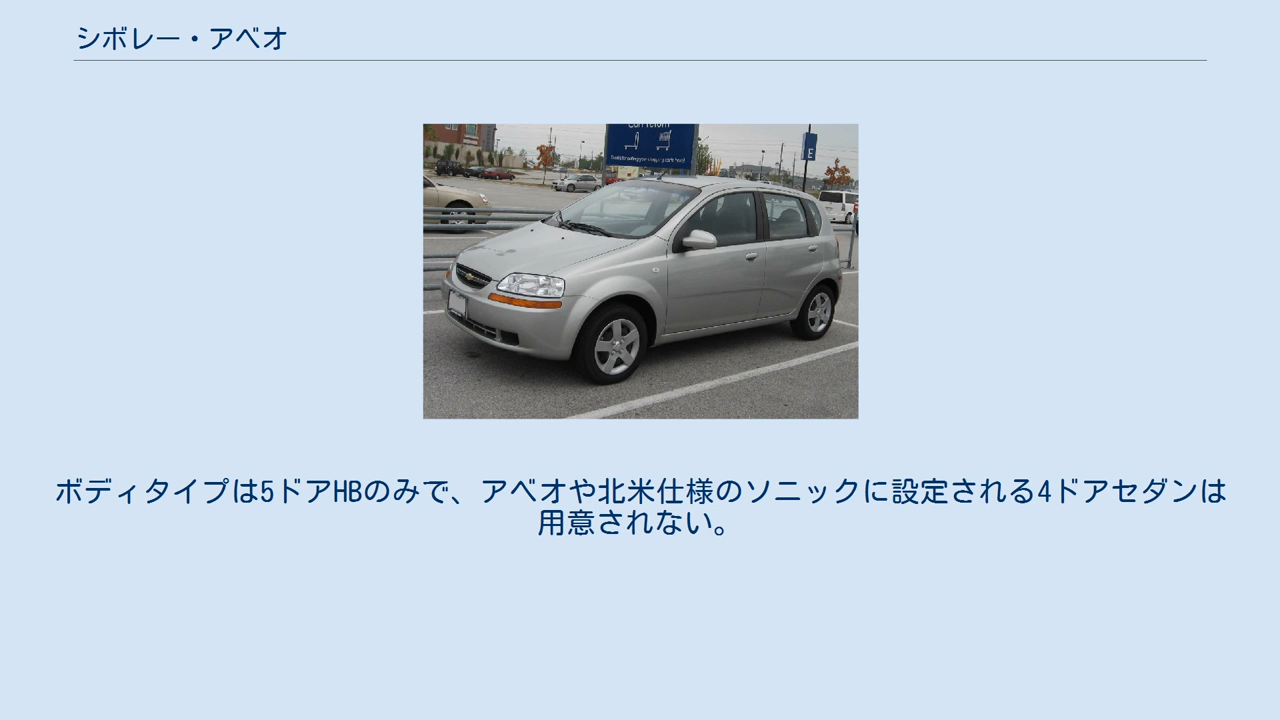 シボレー・アベオ
Cart return
E
ボディタイプは5ドアHBのみで、アベオや北米仕様のソニックに設定される4ドアセダンは
用意されない。